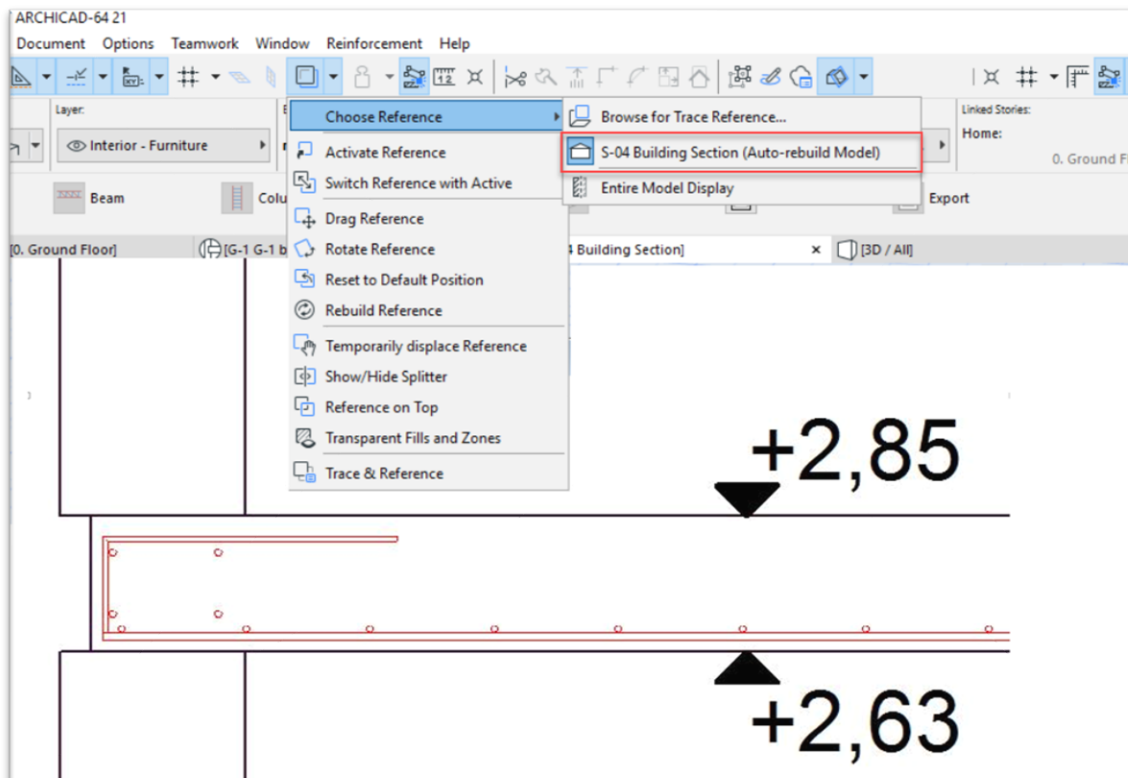 ARCHICAD-64 21
Document Options Teamwork Window Reinforcement Help
Layer:
Linked Stories:
Interior - Furniture
Home:
0. Ground Fl
Beam
Colu
Export
[0. Ground Floor]
[G-1 G-1 b
4 Building Section]
[3D / All]
Choose Reference
Activate Reference
Switch Reference with Active
Drag Reference
Rotate Reference
Reset to Default Position
Rebuild Reference
Temporarily displace Reference
Show/Hide Splitter
Reference on Top
Transparent Fills and Zones
Trace & Reference
Browse for Trace Reference...
S-04 Building Section (Auto-rebuild Model)
Entire Model Display
+2,85
+2,63